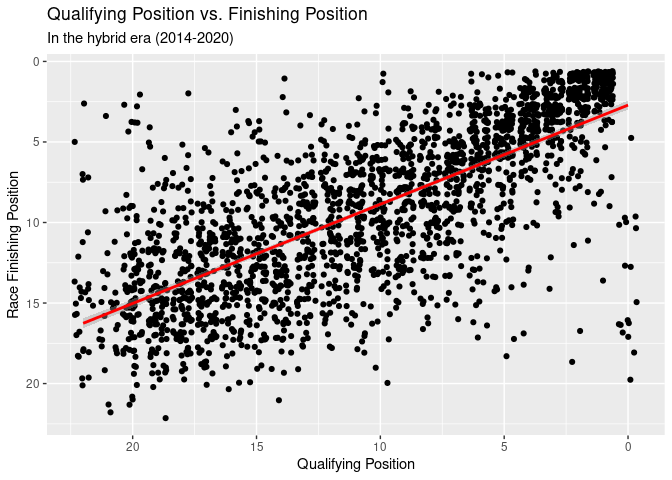 Qualifying Position vs. Finishing Position
In the hybrid era (2014-2020)
0
5
10
15
20
Race Finishing Position
20
15
10
5
0
Qualifying Position